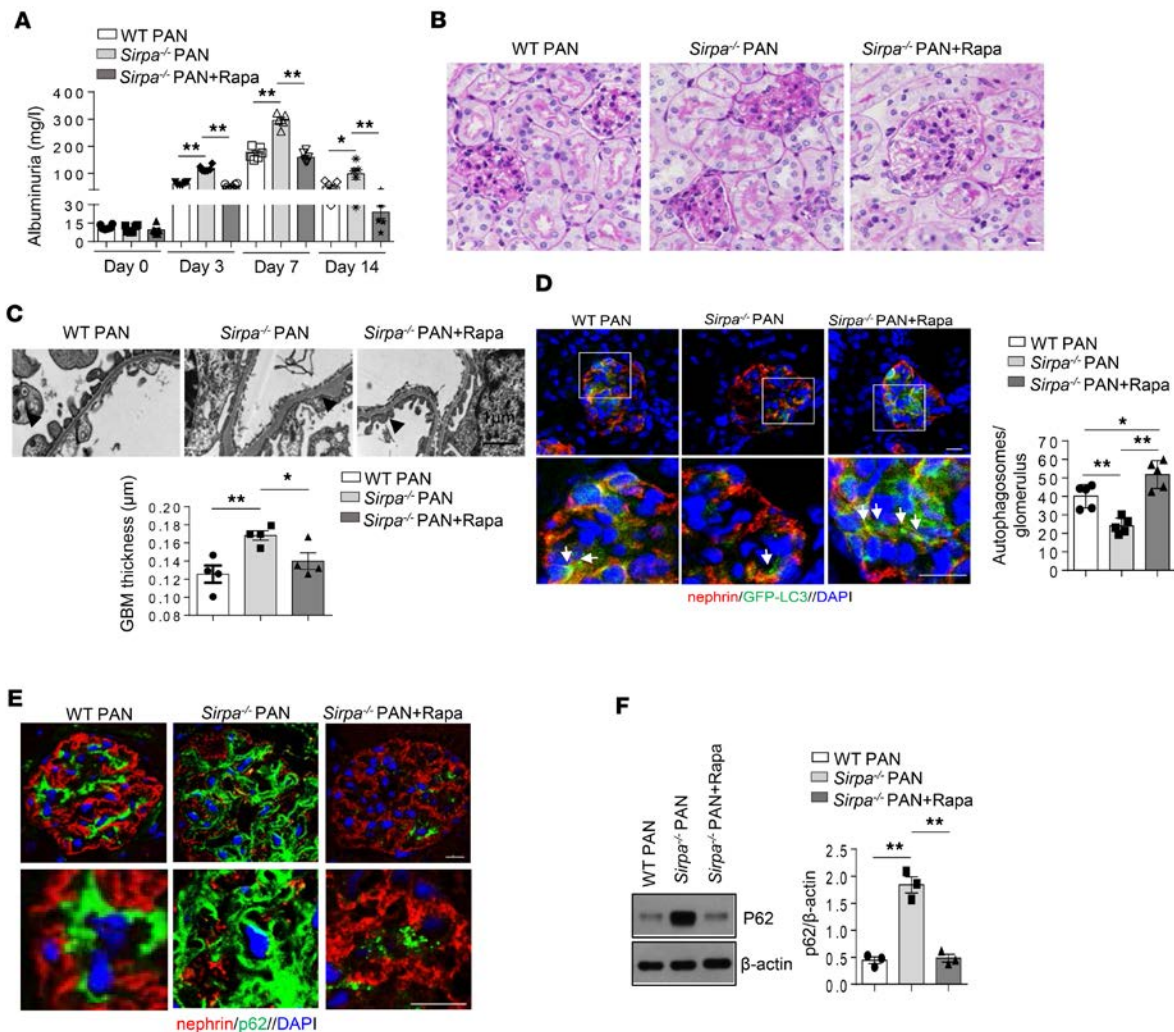 A
WT PAN
Sirpa-/- PAN
Sirpa-/- PAN+Rapa
Albuminuria (mg/l)
400
300
200
100
30
15
0
** ** ** ** * **
Day 0 Day 3 Day 7 Day 14
B
WT PAN Sirpa-/- PAN Sirpa-/- PAN+Rapa
C
WT PAN Sirpa-/- PAN Sirpa-/- PAN+Rapa
1um
WT PAN
Sirpa-/- PAN
Sirpa-/- PAN+Rapa
GBM thickness (µm)
0.20
0.16
0.14
0.12
0.08
** *
D
WT PAN Sirpa-/- PAN Sirpa-/- PAN+Rapa
nephrin/GFP-LC3//DAPI
WT PAN
Sirpa-/- PAN
Sirpa-/- PAN+Rapa
Autophagosomes/
glomerulus
70
60
50
40
30
20
10
0
*
** **
E
WT PAN Sirpa-/- PAN Sirpa-/- PAN+Rapa
nephrin/p62//DAPI
F
WT PAN
Sirpa-/- PAN
Sirpa-/- PAN+Rapa
P62
β-actin
WT PAN
Sirpa-/- PAN
Sirpa-/- PAN+Rapa
p62/β-actin
2.5
2.0
1.5
1.0
0.5
0.0
** **